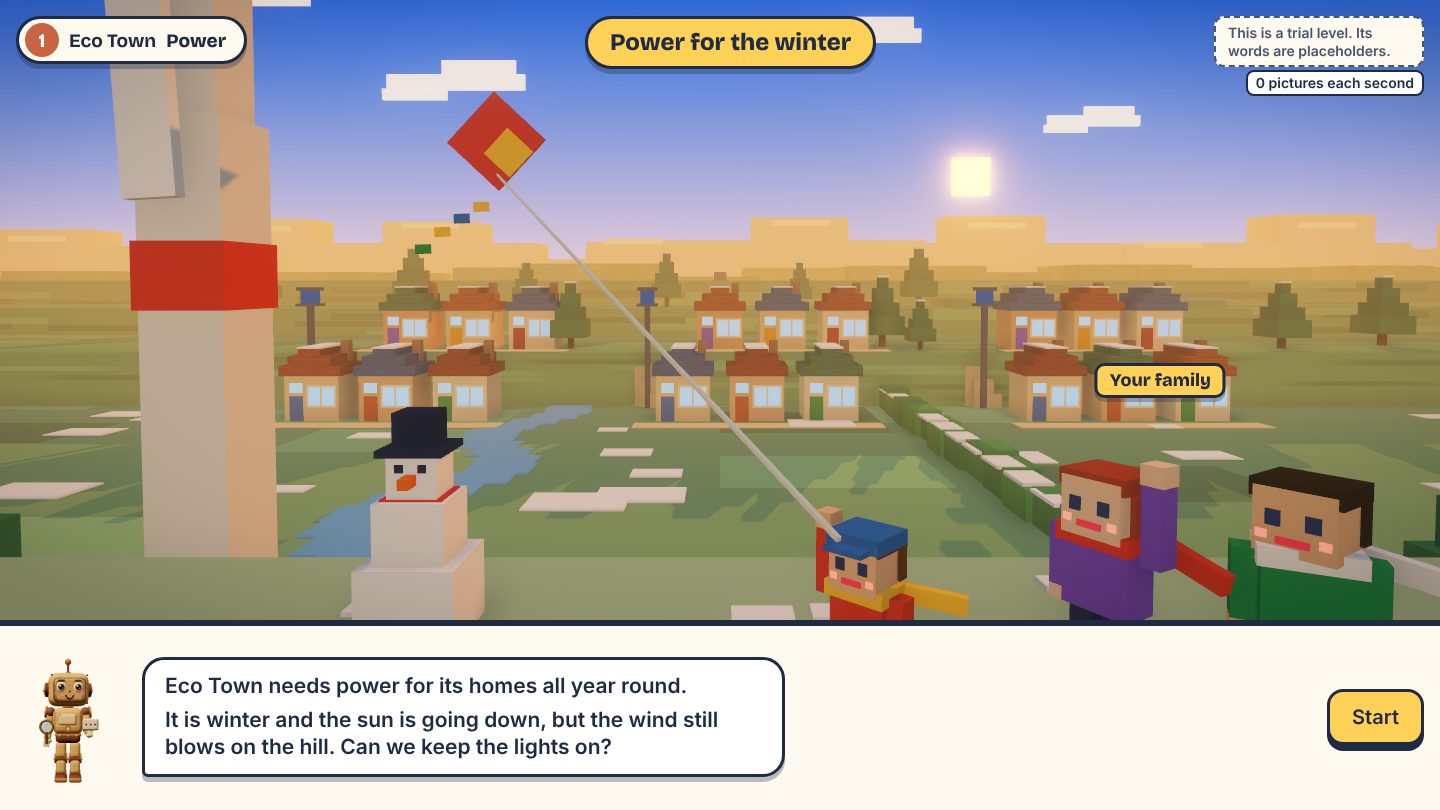 1 Eco Town Power
Power for the winter
This is a trial level. Its
words are placeholders.
0 pictures each second
Your family
Eco Town needs power for its homes all year round.
It is winter and the sun is going down, but the wind still
blows on the hill. Can we keep the lights on?
Start